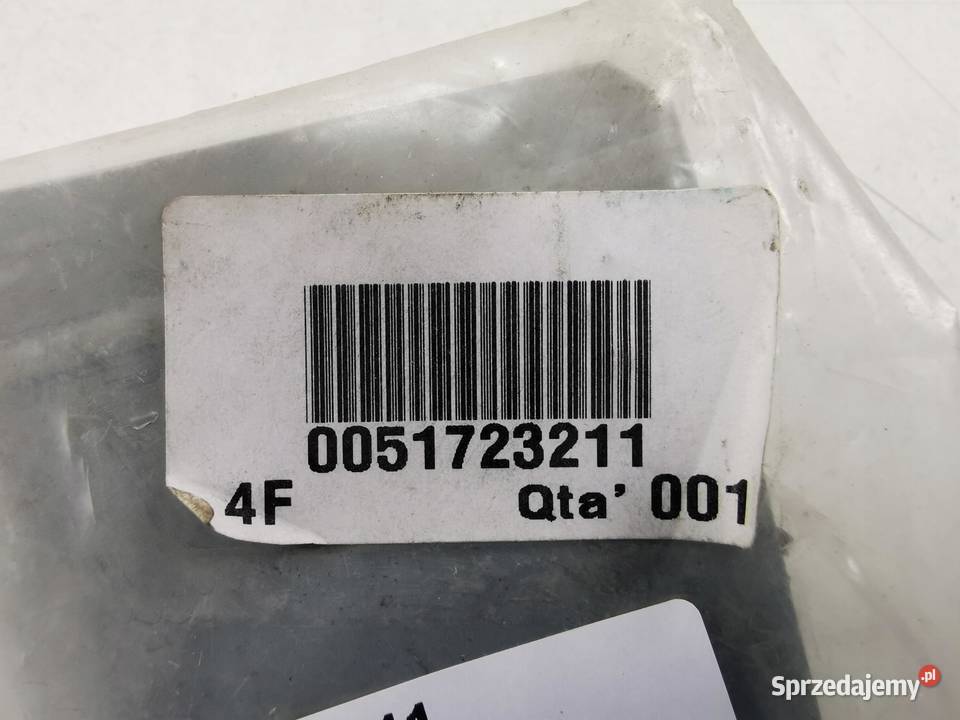 0051723211
4F Qta' 001
Sprzedajemy.pl